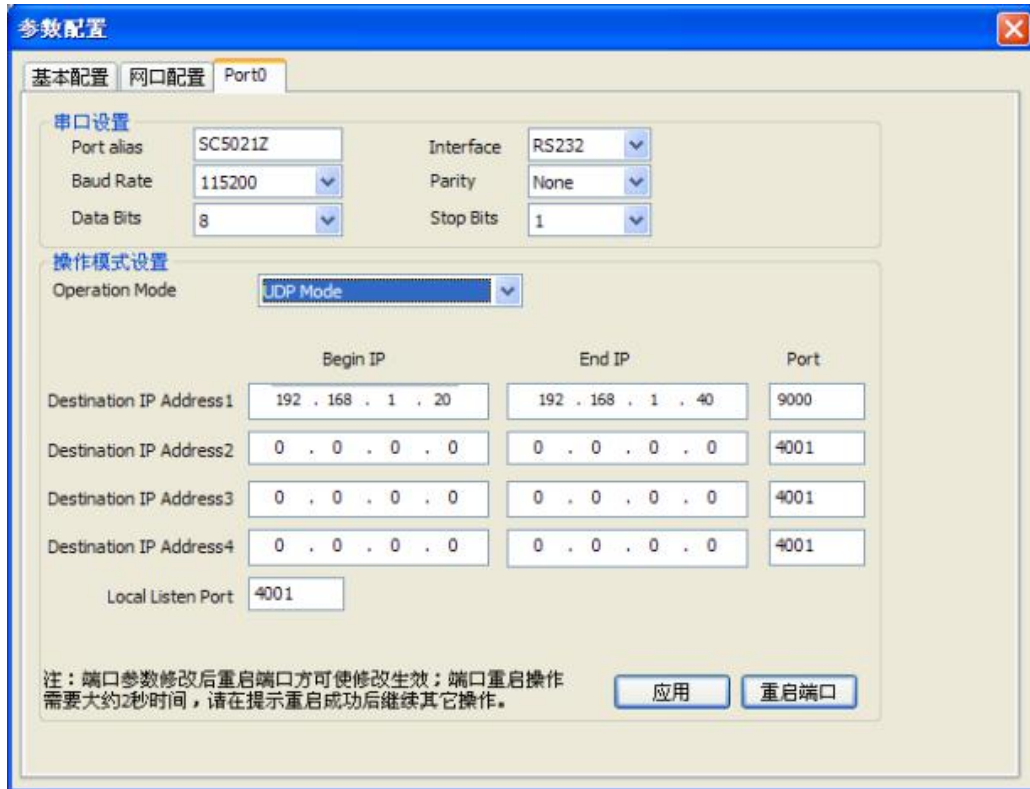 参数配置
基本配置 网口配置 Port0
串口设置
Port alias SC5021Z Interface RS232
Baud Rate 115200 Parity None
Data Bits 8 Stop Bits 1
操作模式设置
Operation Mode UDP Mode
Begin IP End IP Port
Destination IP Address1 192 . 168 . 1 . 20 192 . 168 . 1 . 40 9000
Destination IP Address2 0 . 0 . 0 . 0 0 . 0 . 0 . 0 4001
Destination IP Address3 0 . 0 . 0 . 0 0 . 0 . 0 . 0 4001
Destination IP Address4 0 . 0 . 0 . 0 0 . 0 . 0 . 0 4001
Local Listen Port 4001
注：端口参数修改后重启端口方可使修改生效；端口重启操作
需要大约2秒时间，请在提示重启成功后继续其它操作。
应用 重启端口